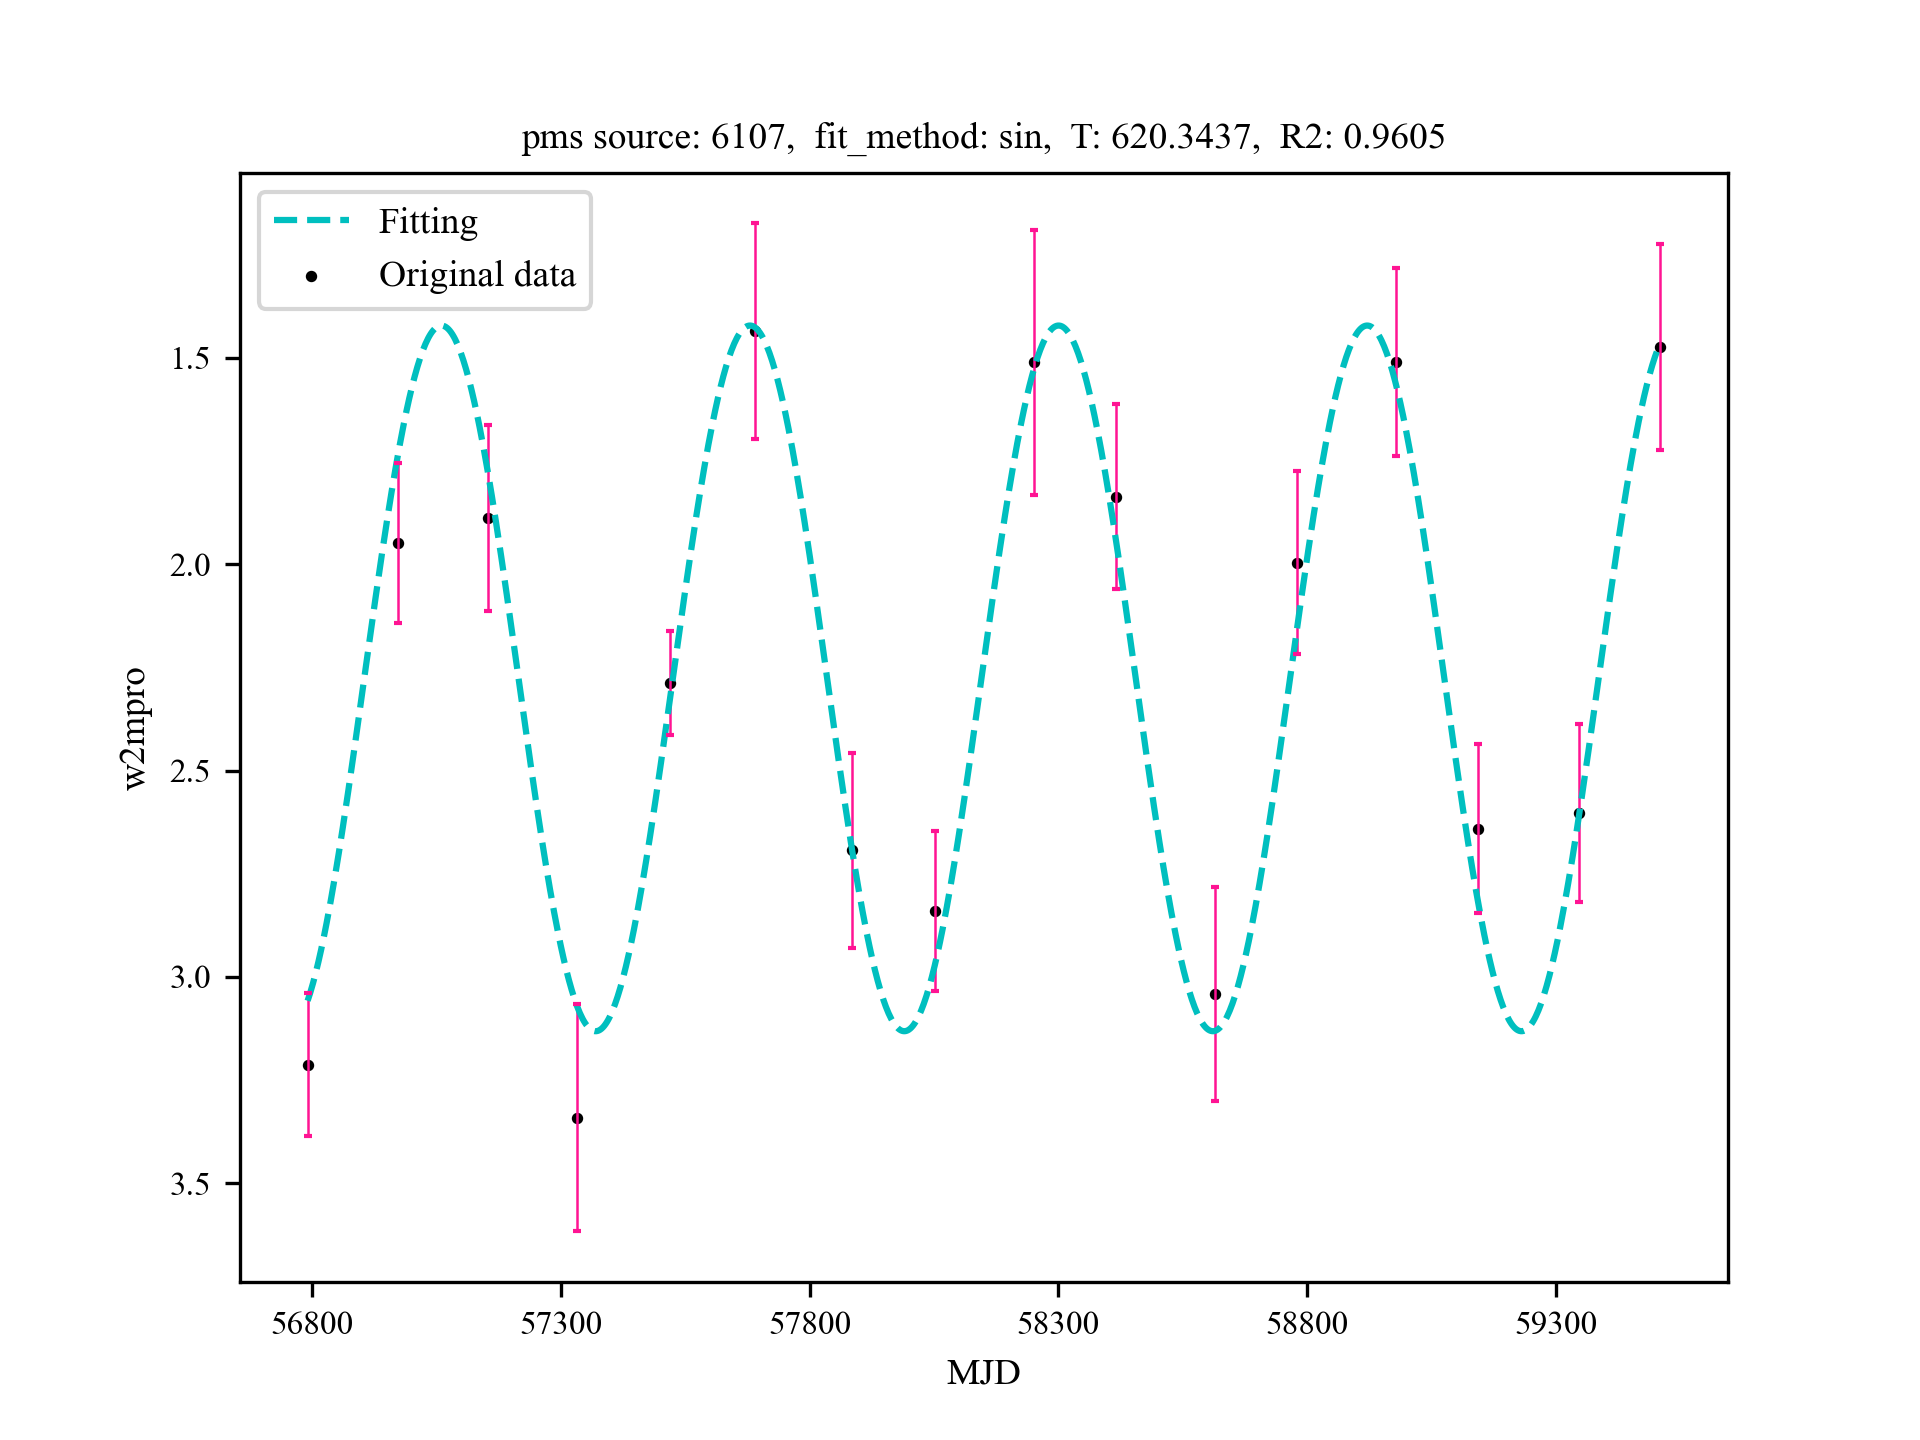 pms source: 6107, fit_method: sin, T: 620.3437, R2: 0.9605
Fitting
Original data
1.5
2.0
2.5
3.0
3.5
w2mpro
56800 57300 57800 58300 58800 59300
MJD